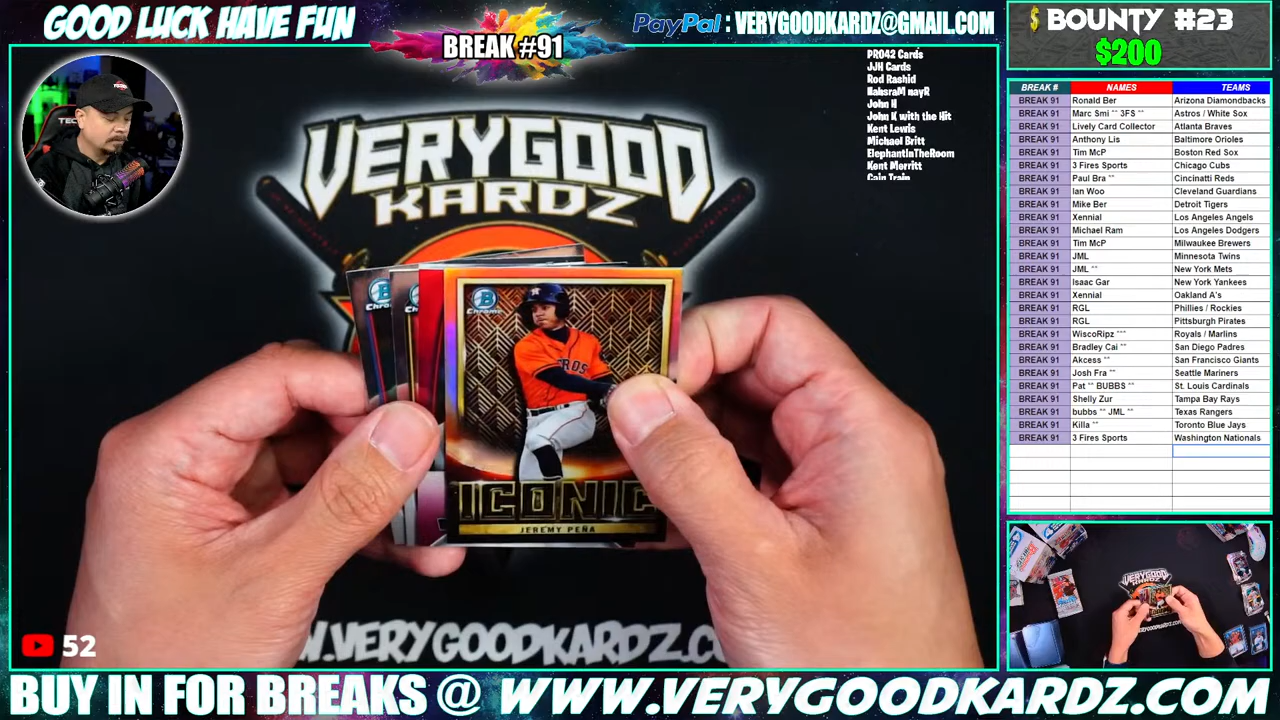 GOOD LUCK HAVE FUN
BREAK #91
PayPal : VERYGOODKARDZ@GMAIL.COM
$ BOUNTY #23
$200
PRO42 Cards
JJH Cards
Rod Rashid
HahsraM nayR
John H
John K with the Hit
Kent Lewis
Michael Britt
ElephantInTheRoom
Kent Merritt
Cain Train
BREAK # NAMES TEAMS
BREAK 91 Ronald Ber Arizona Diamondbacks
BREAK 91 Marc Smi ** 3FS ** Astros / White Sox
BREAK 91 Lively Card Collector Atlanta Braves
BREAK 91 Anthony Lis Baltimore Orioles
BREAK 91 Tim McP Boston Red Sox
BREAK 91 3 Fires Sports Chicago Cubs
BREAK 91 Paul Bra ** Cincinatti Reds
BREAK 91 Ian Woo Cleveland Guardians
BREAK 91 Mike Ber Detroit Tigers
BREAK 91 Xennial Los Angeles Angels
BREAK 91 Michael Ram Los Angeles Dodgers
BREAK 91 Tim McP Milwaukee Brewers
BREAK 91 JML Minnesota Twins
BREAK 91 JML ** New York Mets
BREAK 91 Isaac Gar New York Yankees
BREAK 91 Xennial Oakland A's
BREAK 91 RGL Phillies / Rockies
BREAK 91 RGL Pittsburgh Pirates
BREAK 91 WiscoRipz *** Royals / Marlins
BREAK 91 Bradley Cai ** San Diego Padres
BREAK 91 Akcess ** San Francisco Giants
BREAK 91 Josh Fra ** Seattle Mariners
BREAK 91 Pat ** BUBBS ** St. Louis Cardinals
BREAK 91 Shelly Zur Tampa Bay Rays
BREAK 91 bubbs ** JML ** Texas Rangers
BREAK 91 Killa ** Toronto Blue Jays
BREAK 91 3 Fires Sports Washington Nationals
VERYGOOD
KARDZ
B
Chrome
ROS
ICONIC
JEREMY PEÑA
W.VERYGOODKARDZ.CO
52
BUY IN FOR BREAKS @ WWW.VERYGOODKARDZ.COM